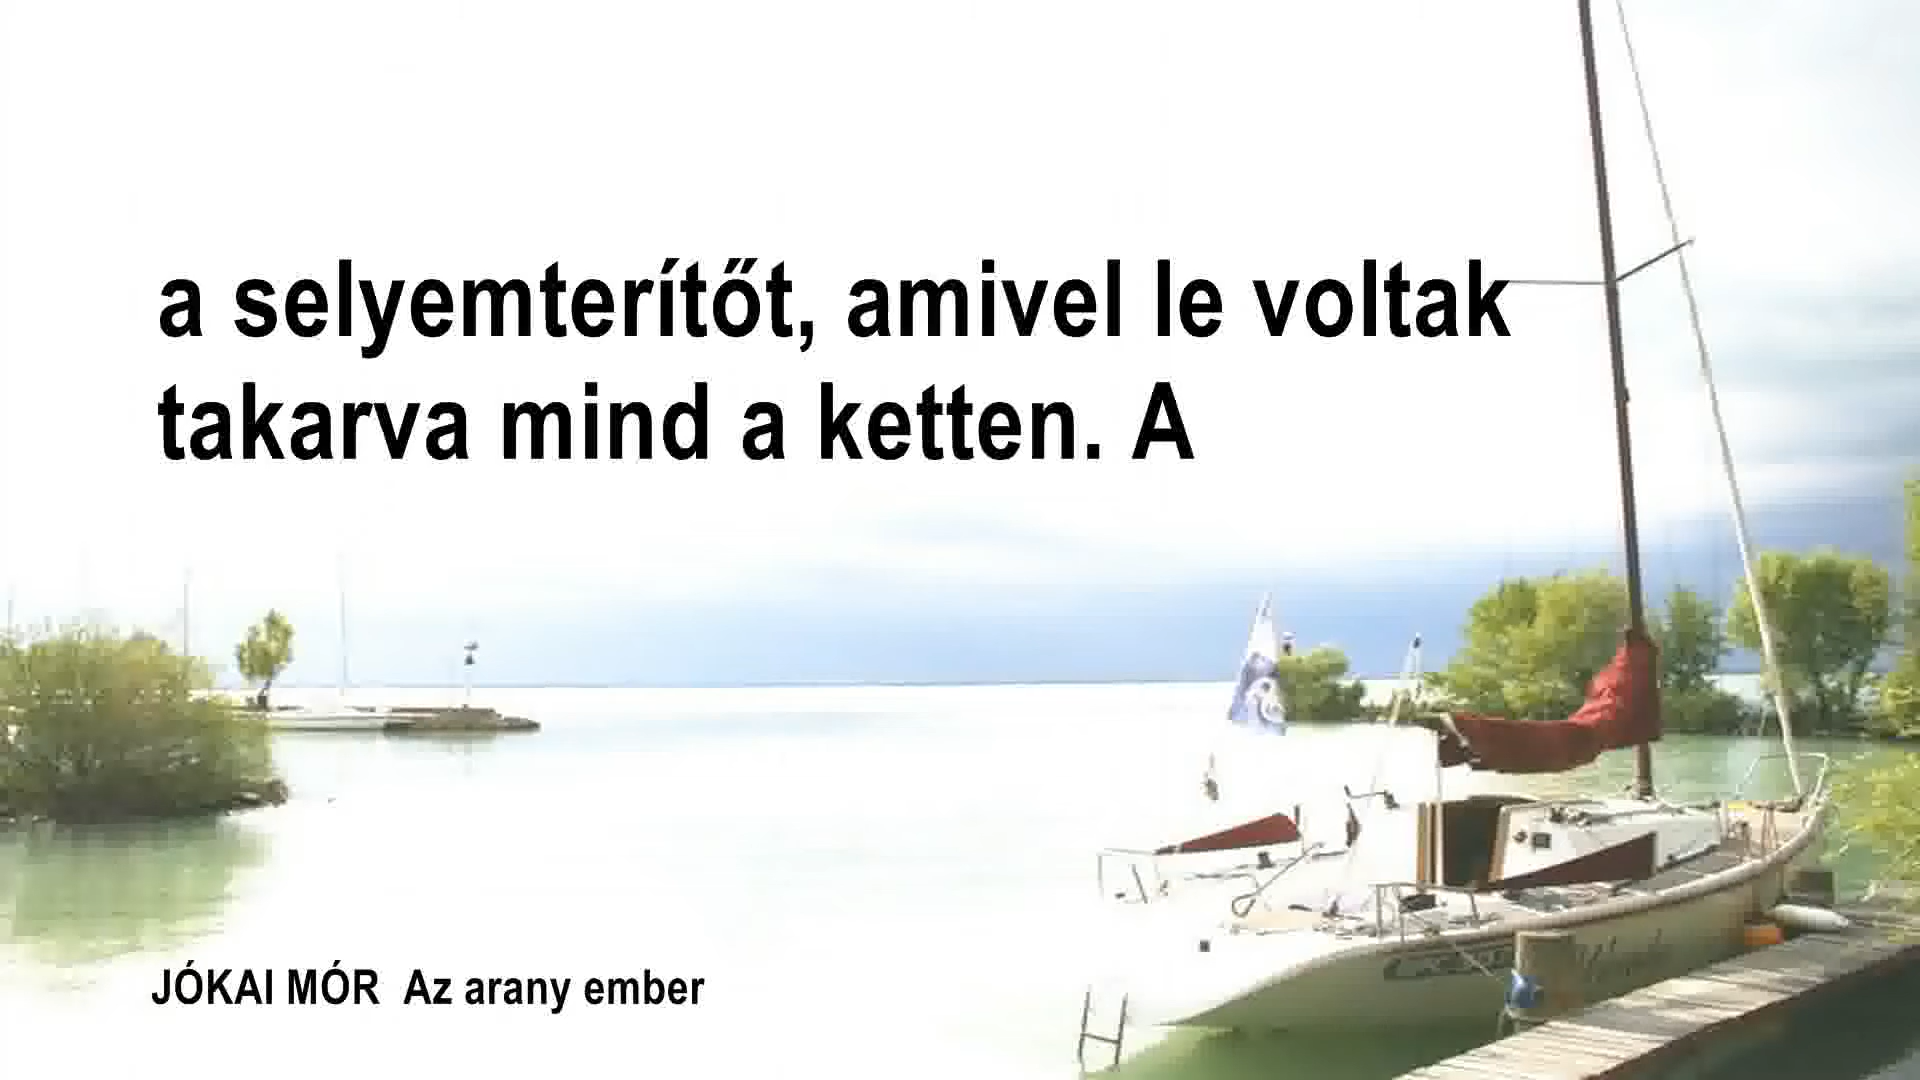 a selyemterítőt, amivel le voltak
takarva mind a ketten. A
JÓKAI MÓR Az arany ember